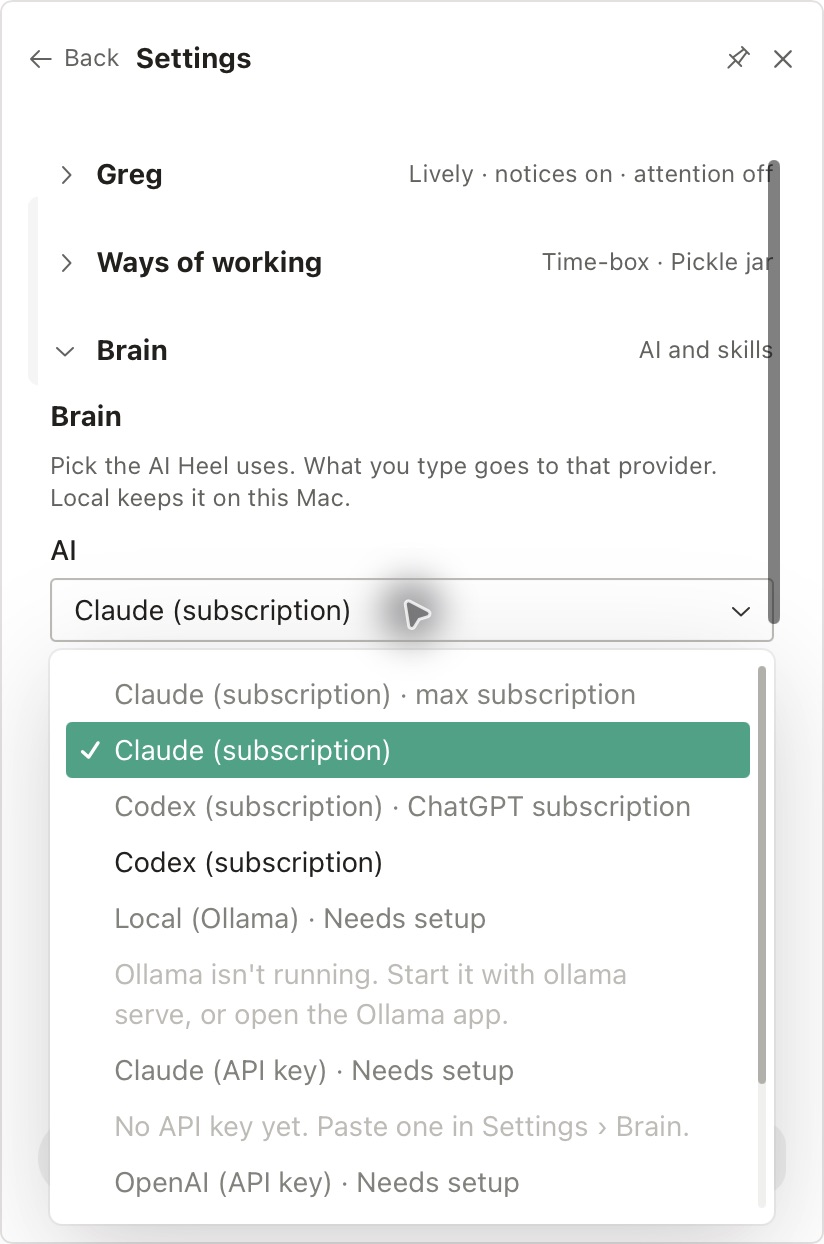 Back Settings
Greg Lively · notices on · attention off
Ways of working Time-box · Pickle jar
Brain AI and skills
Brain
Pick the AI Heel uses. What you type goes to that provider.
Local keeps it on this Mac.
AI
Claude (subscription)
Claude (subscription) · max subscription
Claude (subscription)
Codex (subscription) · ChatGPT subscription
Codex (subscription)
Local (Ollama) · Needs setup
Ollama isn't running. Start it with ollama
serve, or open the Ollama app.
Claude (API key) · Needs setup
No API key yet. Paste one in Settings › Brain.
OpenAI (API key) · Needs setup